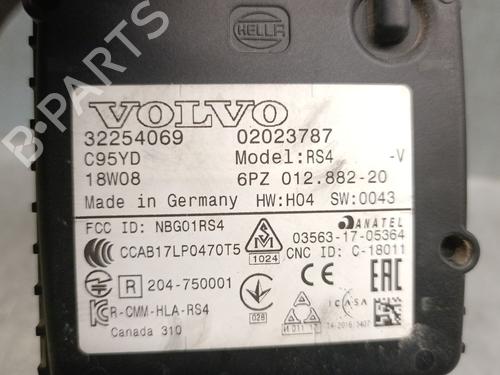 HELLA
B-PARTS
VOLVO
32254069 02023787
C95YD Model:RS4 -V
18W08 6PZ 012.882-20
Made in Germany HW:H04 SW:0043
FCC ID: NBG01RS4 ANATEL
CCAB17LP0470T5 1024 03563-17-05364
CNC ID: C-18011
R 204-750001 EAC
R-CMM-HLA-RS4 028 ICASA
Canada 310